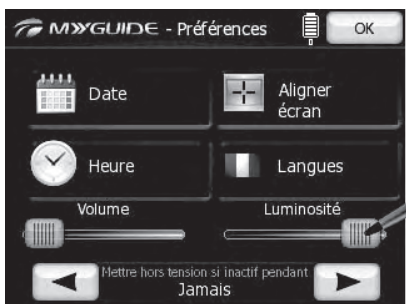 MYGUIDE - Préférences
OK
Date
Aligner
écran
Heure
Langues
Volume
Luminosité
Mettre hors tension si inactif pendant
Jamais